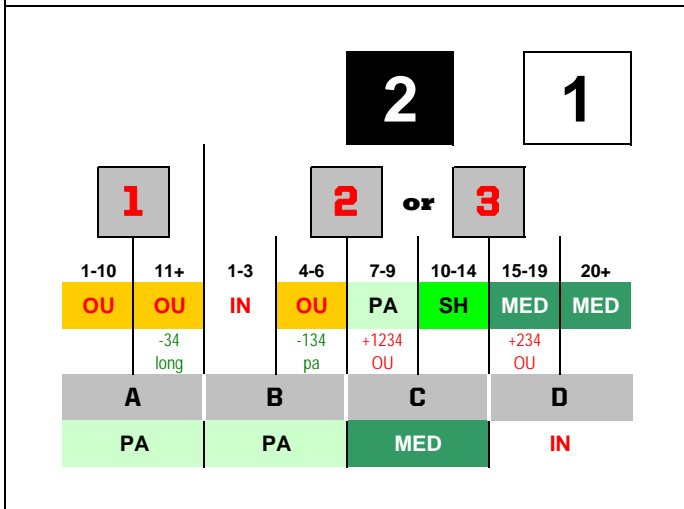 2 1
1 2 or 3
1-10 11+ 1-3 4-6 7-9 10-14 15-19 20+
OU OU IN OU PA SH MED MED
-34 -134 +1234 +234
long pa OU OU
A B C D
PA PA MED IN